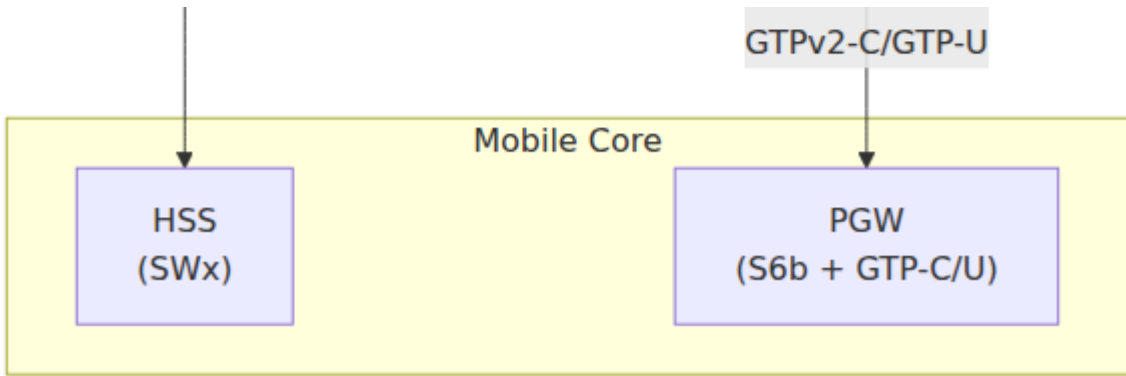 GTPv2-C/GTP-U
Mobile Core
HSS
(SWx)
PGW
(S6b + GTP-C/U)